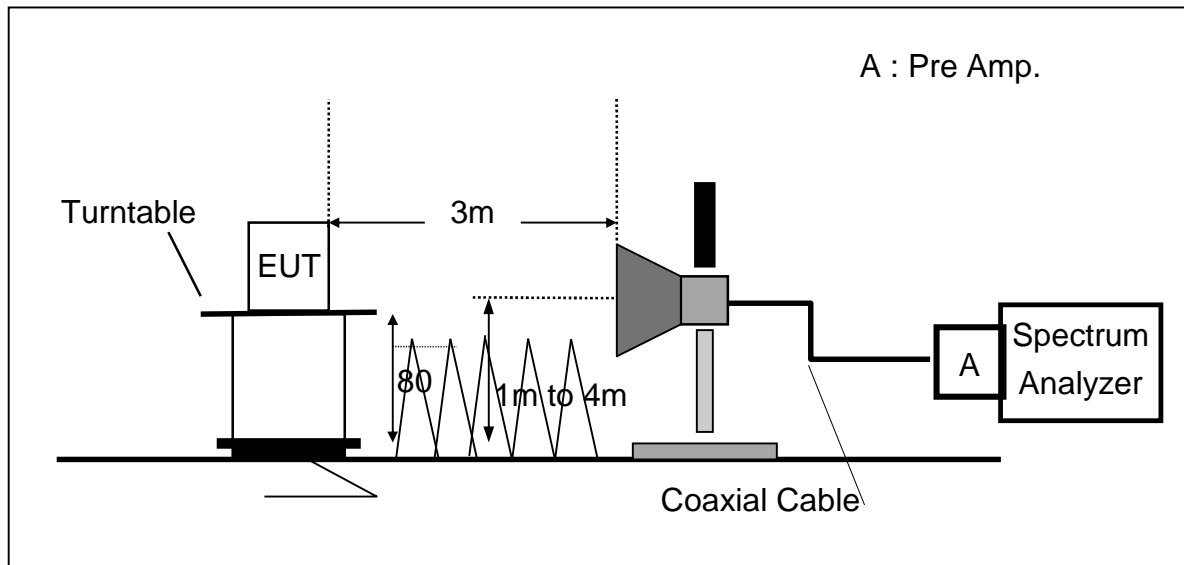 A : Pre Amp.
Turntable
3m
EUT
80
1m to 4m
A
Spectrum
Analyzer
Coaxial Cable